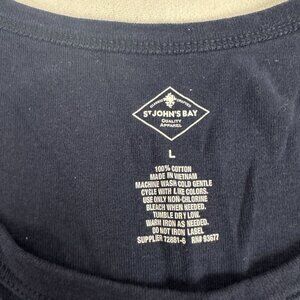 ST JOHN'S BAY
QUALITY
APPAREL
L
100% COTTON
MADE IN VIETNAM
MACHINE WASH COLD GENTLE
CYCLE WITH LIKE COLORS.
USE ONLY NON-CHLORINE
BLEACH WHEN NEEDED.
TUMBLE DRY LOW.
WARM IRON AS NEEDED.
DO NOT IRON LABEL
SUPPLIER 72881-6 RN# 93677